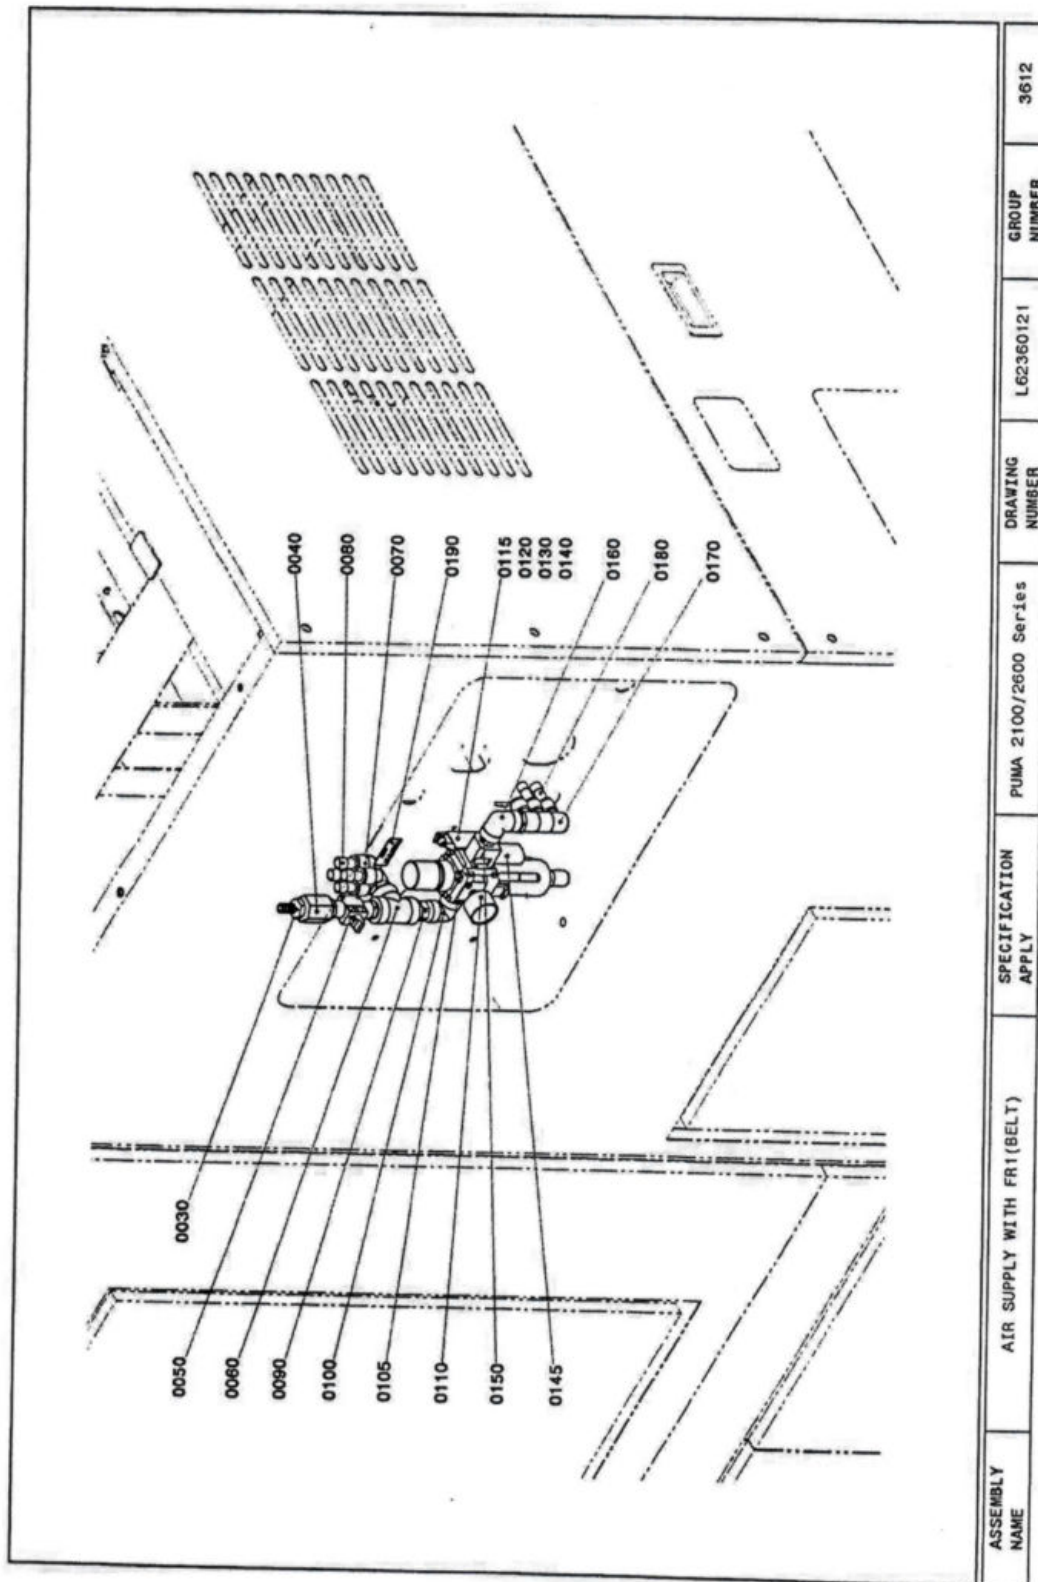 0030
0050
0060
0090
0100
0105
0110
0150
0145
0040
0080
0070
0190
0115
0120
0130
0140
0160
0180
0170
ASSEMBLY
NAME
AIR SUPPLY WITH FR1(BELT)
SPECIFICATION
APPLY
PUMA 2100/2600 Series
DRAWING
NUMBER
L62360121
GROUP
NUMBER
3612